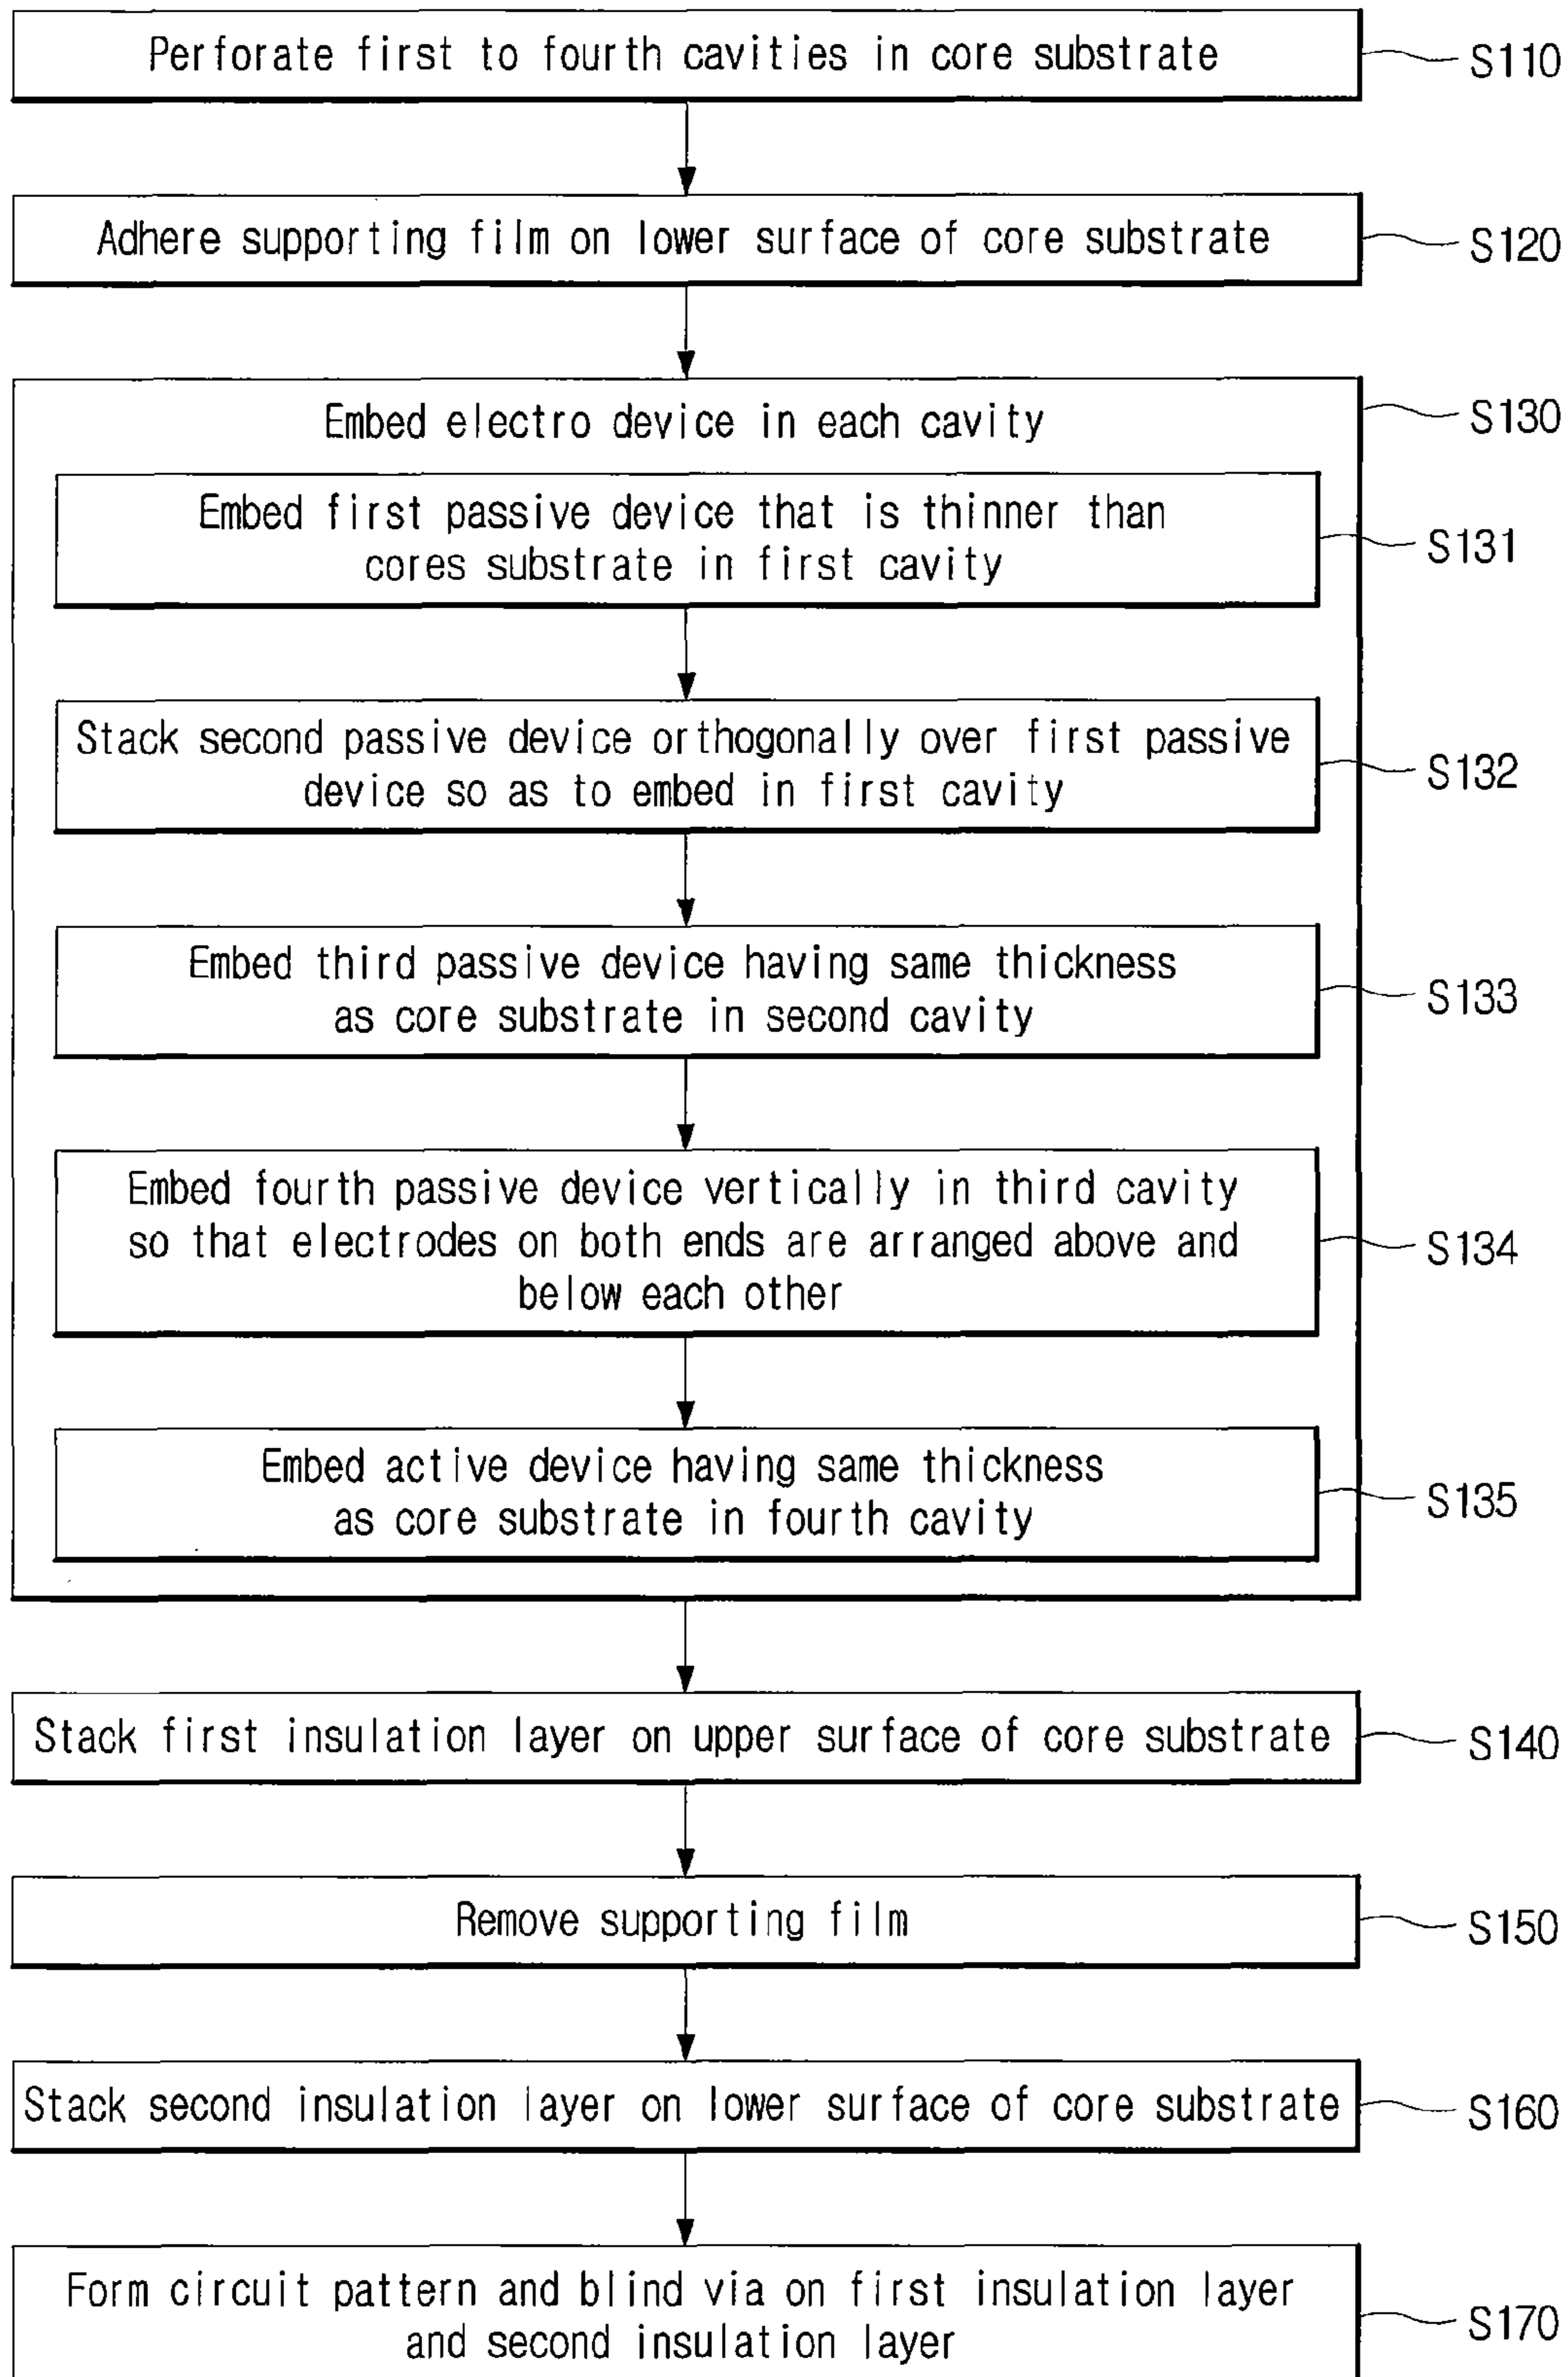 Perforate first to fourth cavities in core substrate
S110
Adhere supporting film on lower surface of core substrate
S120
Embed electro device in each cavity
S130
Embed first passive device that is thinner than
cores substrate in first cavity
S131
Stack second passive device orthogonally over first passive
device so as to embed in first cavity
S132
Embed third passive device having same thickness
as core substrate in second cavity
S133
Embed fourth passive device vertically in third cavity
so that electrodes on both ends are arranged above and
below each other
S134
Embed active device having same thickness
as core substrate in fourth cavity
S135
Stack first insulation layer on upper surface of core substrate
S140
Remove supporting film
S150
Stack second insulation layer on lower surface of core substrate
S160
Form circuit pattern and blind via on first insulation layer
and second insulation layer
S170